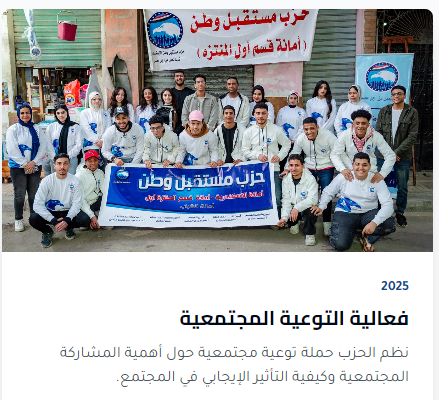 حزب مستقبل وطن
(أمانة قسم أول المنتزه)
حزب مستقبل وطن
2025
فعالية التوعية المجتمعية
نظم الحزب حملة توعية مجتمعية حول أهمية المشاركة
المجتمعية وكيفية التأثير الإيجابي في المجتمع.